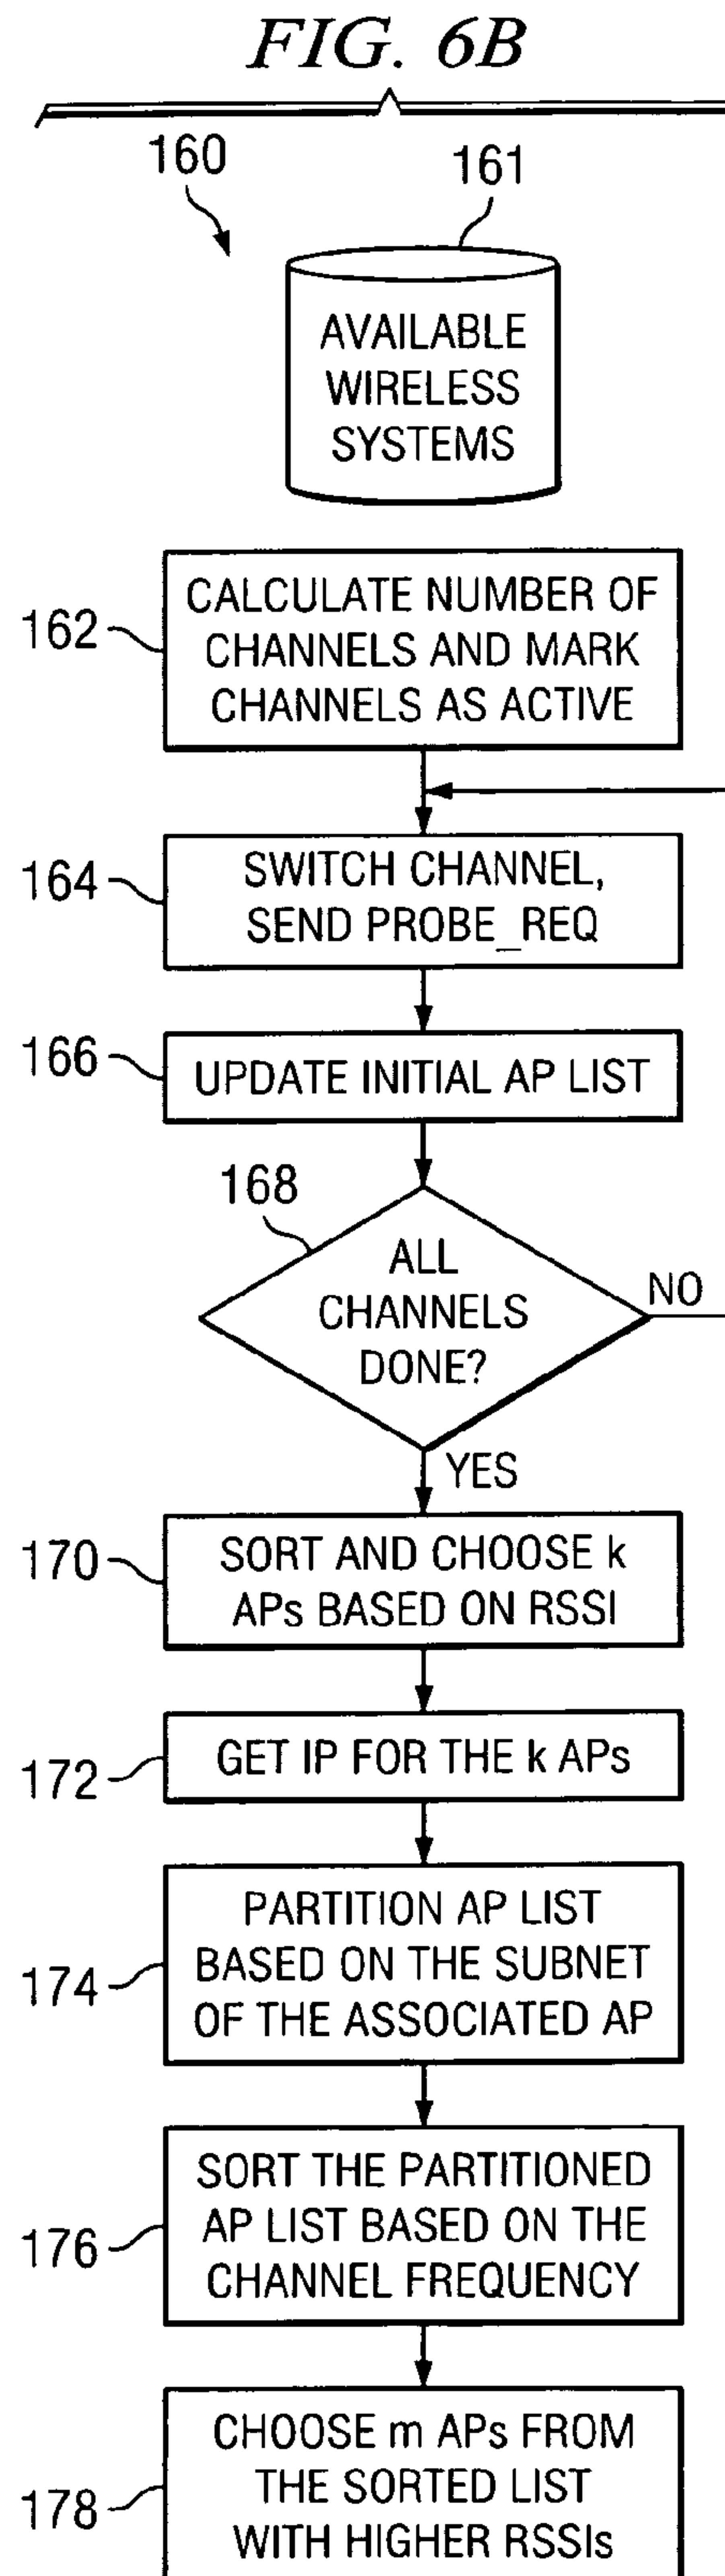 FIG. 6B
160
161
AVAILABLE
WIRELESS
SYSTEMS
162
CALCULATE NUMBER OF
CHANNELS AND MARK
CHANNELS AS ACTIVE
164
SWITCH CHANNEL,
SEND PROBE_REQ
166
UPDATE INITIAL AP LIST
168
ALL
CHANNELS
DONE?
NO
YES
170
SORT AND CHOOSE k
APs BASED ON RSSI
172
GET IP FOR THE k APs
174
PARTITION AP LIST
BASED ON THE SUBNET
OF THE ASSOCIATED AP
176
SORT THE PARTITIONED
AP LIST BASED ON THE
CHANNEL FREQUENCY
178
CHOOSE m APs FROM
THE SORTED LIST
WITH HIGHER RSSIs